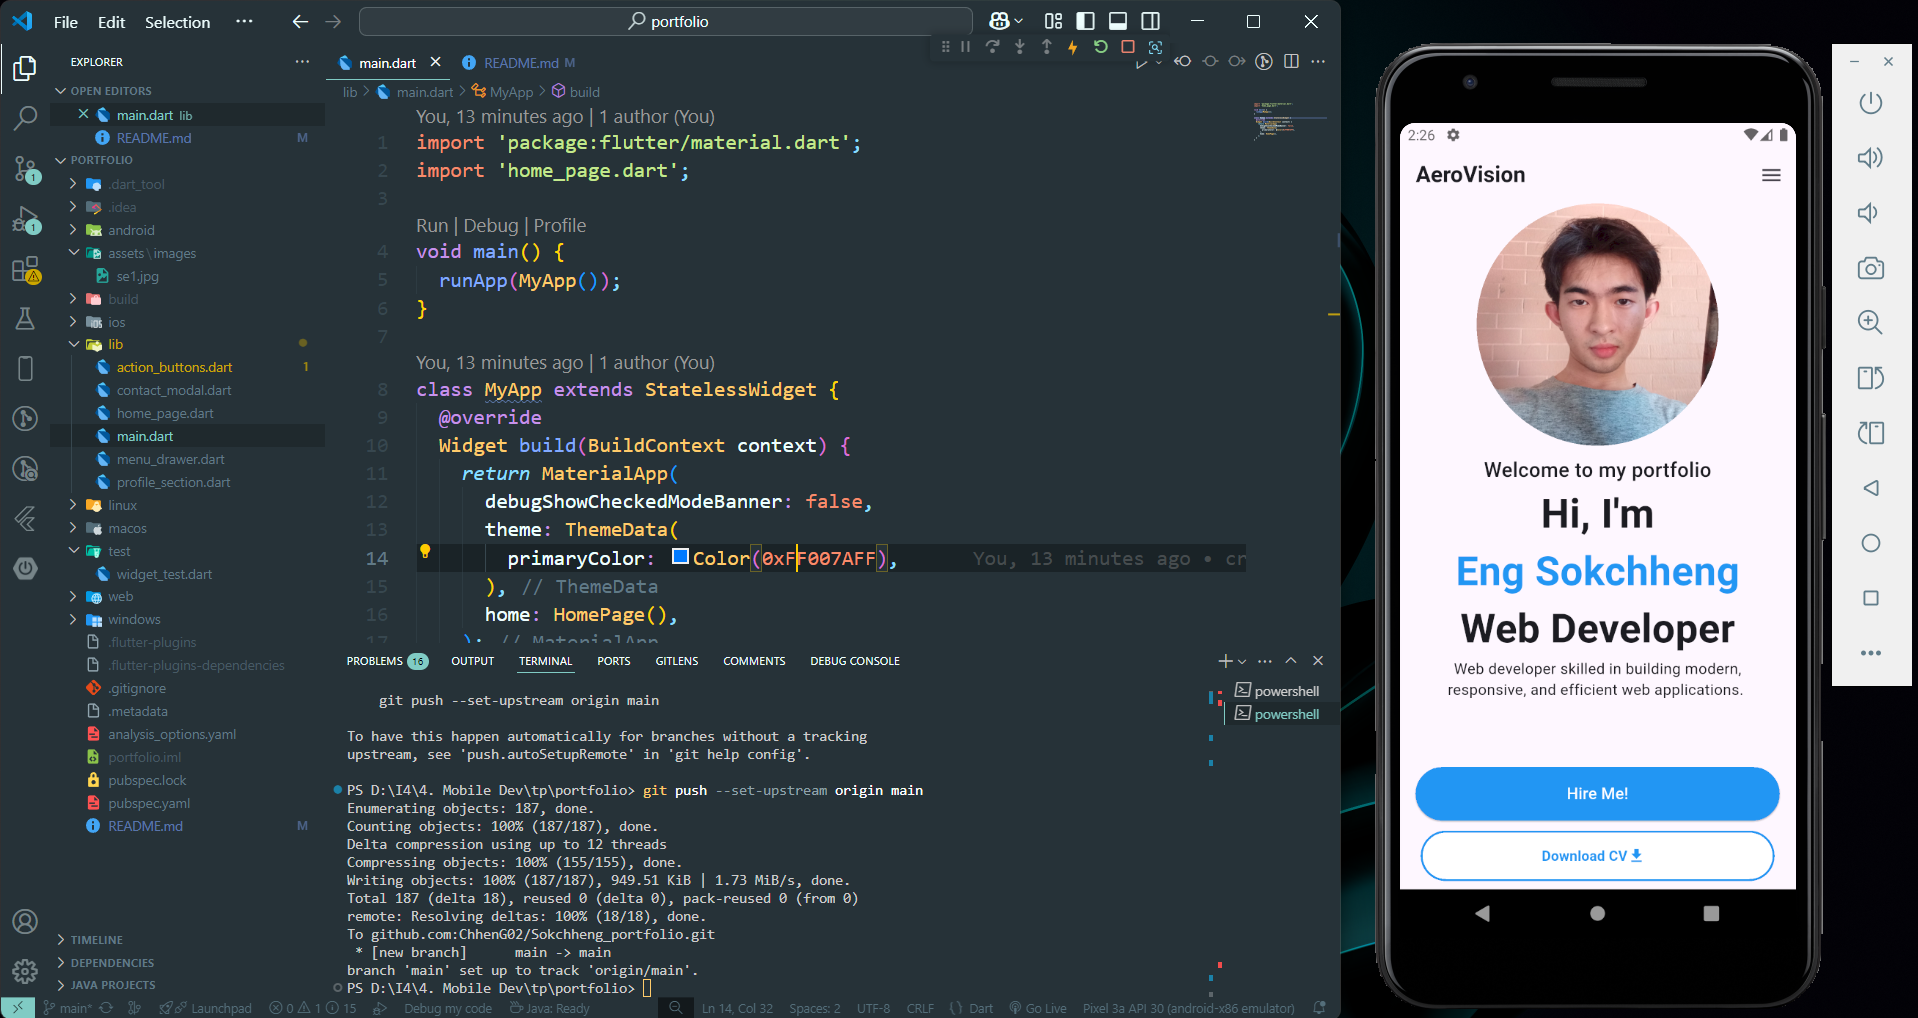 File Edit Selection ··· portfolio
EXPLORER
OPEN EDITORS
main.dart lib
README.md M
PORTFOLIO
.dart_tool
.idea
android
assets \ images
se1.jpg
build
ios
lib
action_buttons.dart 1
contact_modal.dart
home_page.dart
main.dart
menu_drawer.dart
profile_section.dart
linux
macos
test
widget_test.dart
web
windows
.flutter-plugins
.flutter-plugins-dependencies
.gitignore
.metadata
analysis_options.yaml
portfolio.iml
pubspec.lock
pubspec.yaml
README.md M
TIMELINE
DEPENDENCIES
JAVA PROJECTS
1
1
main.dart README.md M
lib > main.dart > MyApp > build
You, 13 minutes ago | 1 author (You)
1 import 'package:flutter/material.dart';
2 import 'home_page.dart';
3
Run | Debug | Profile
4 void main() {
5 runApp(MyApp());
6 }
7
You, 13 minutes ago | 1 author (You)
8 class MyApp extends StatelessWidget {
9 @override
10 Widget build(BuildContext context) {
11 return MaterialApp(
12 debugShowCheckedModeBanner: false,
13 theme: ThemeData(
14 primaryColor: Color(0xFF007AFF), You, 13 minutes ago • cr
15 ), // ThemeData
16 home: HomePage(),
17 ); // MaterialApp
PROBLEMS 16 OUTPUT TERMINAL PORTS GITLENS COMMENTS DEBUG CONSOLE
powershell
powershell
git push --set-upstream origin main
To have this happen automatically for branches without a tracking
upstream, see 'push.autoSetupRemote' in 'git help config'.
PS D:\I4\4. Mobile Dev\tp\portfolio> git push --set-upstream origin main
Enumerating objects: 187, done.
Counting objects: 100% (187/187), done.
Delta compression using up to 12 threads
Compressing objects: 100% (155/155), done.
Writing objects: 100% (187/187), 949.51 KiB | 1.73 MiB/s, done.
Total 187 (delta 18), reused 0 (delta 0), pack-reused 0 (from 0)
remote: Resolving deltas: 100% (18/18), done.
To github.com:ChhenG02/Sokchheng_portfolio.git
* [new branch] main -> main
branch 'main' set up to track 'origin/main'.
PS D:\I4\4. Mobile Dev\tp\portfolio>
main* Launchpad 0 1 15 Debug my code Java: Ready Ln 14, Col 32 Spaces: 2 UTF-8 CRLF Dart Go Live Pixel 3a API 30 (android-x86 emulator)
2:26
AeroVision
Welcome to my portfolio
Hi, I'm
Eng Sokchheng
Web Developer
Web developer skilled in building modern,
responsive, and efficient web applications.
Hire Me!
Download CV